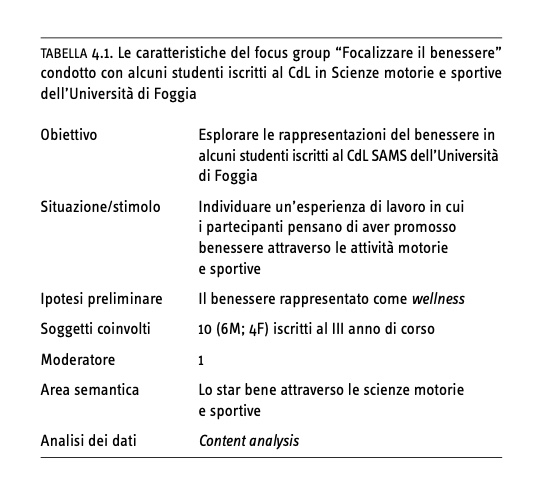 TABELLA 4.1. Le caratteristiche del focus group “Focalizzare il benessere”
condotto con alcuni studenti iscritti al CdL in Scienze motorie e sportive
dell’Università di Foggia
Obiettivo Esplorare le rappresentazioni del benessere in
alcuni studenti iscritti al CdL SAMS dell’Università
di Foggia
Situazione/stimolo Individuare un’esperienza di lavoro in cui
i partecipanti pensano di aver promosso
benessere attraverso le attività motorie
e sportive
Ipotesi preliminare Il benessere rappresentato come wellness
Soggetti coinvolti 10 (6M; 4F) iscritti al III anno di corso
Moderatore 1
Area semantica Lo star bene attraverso le scienze motorie
e sportive
Analisi dei dati Content analysis